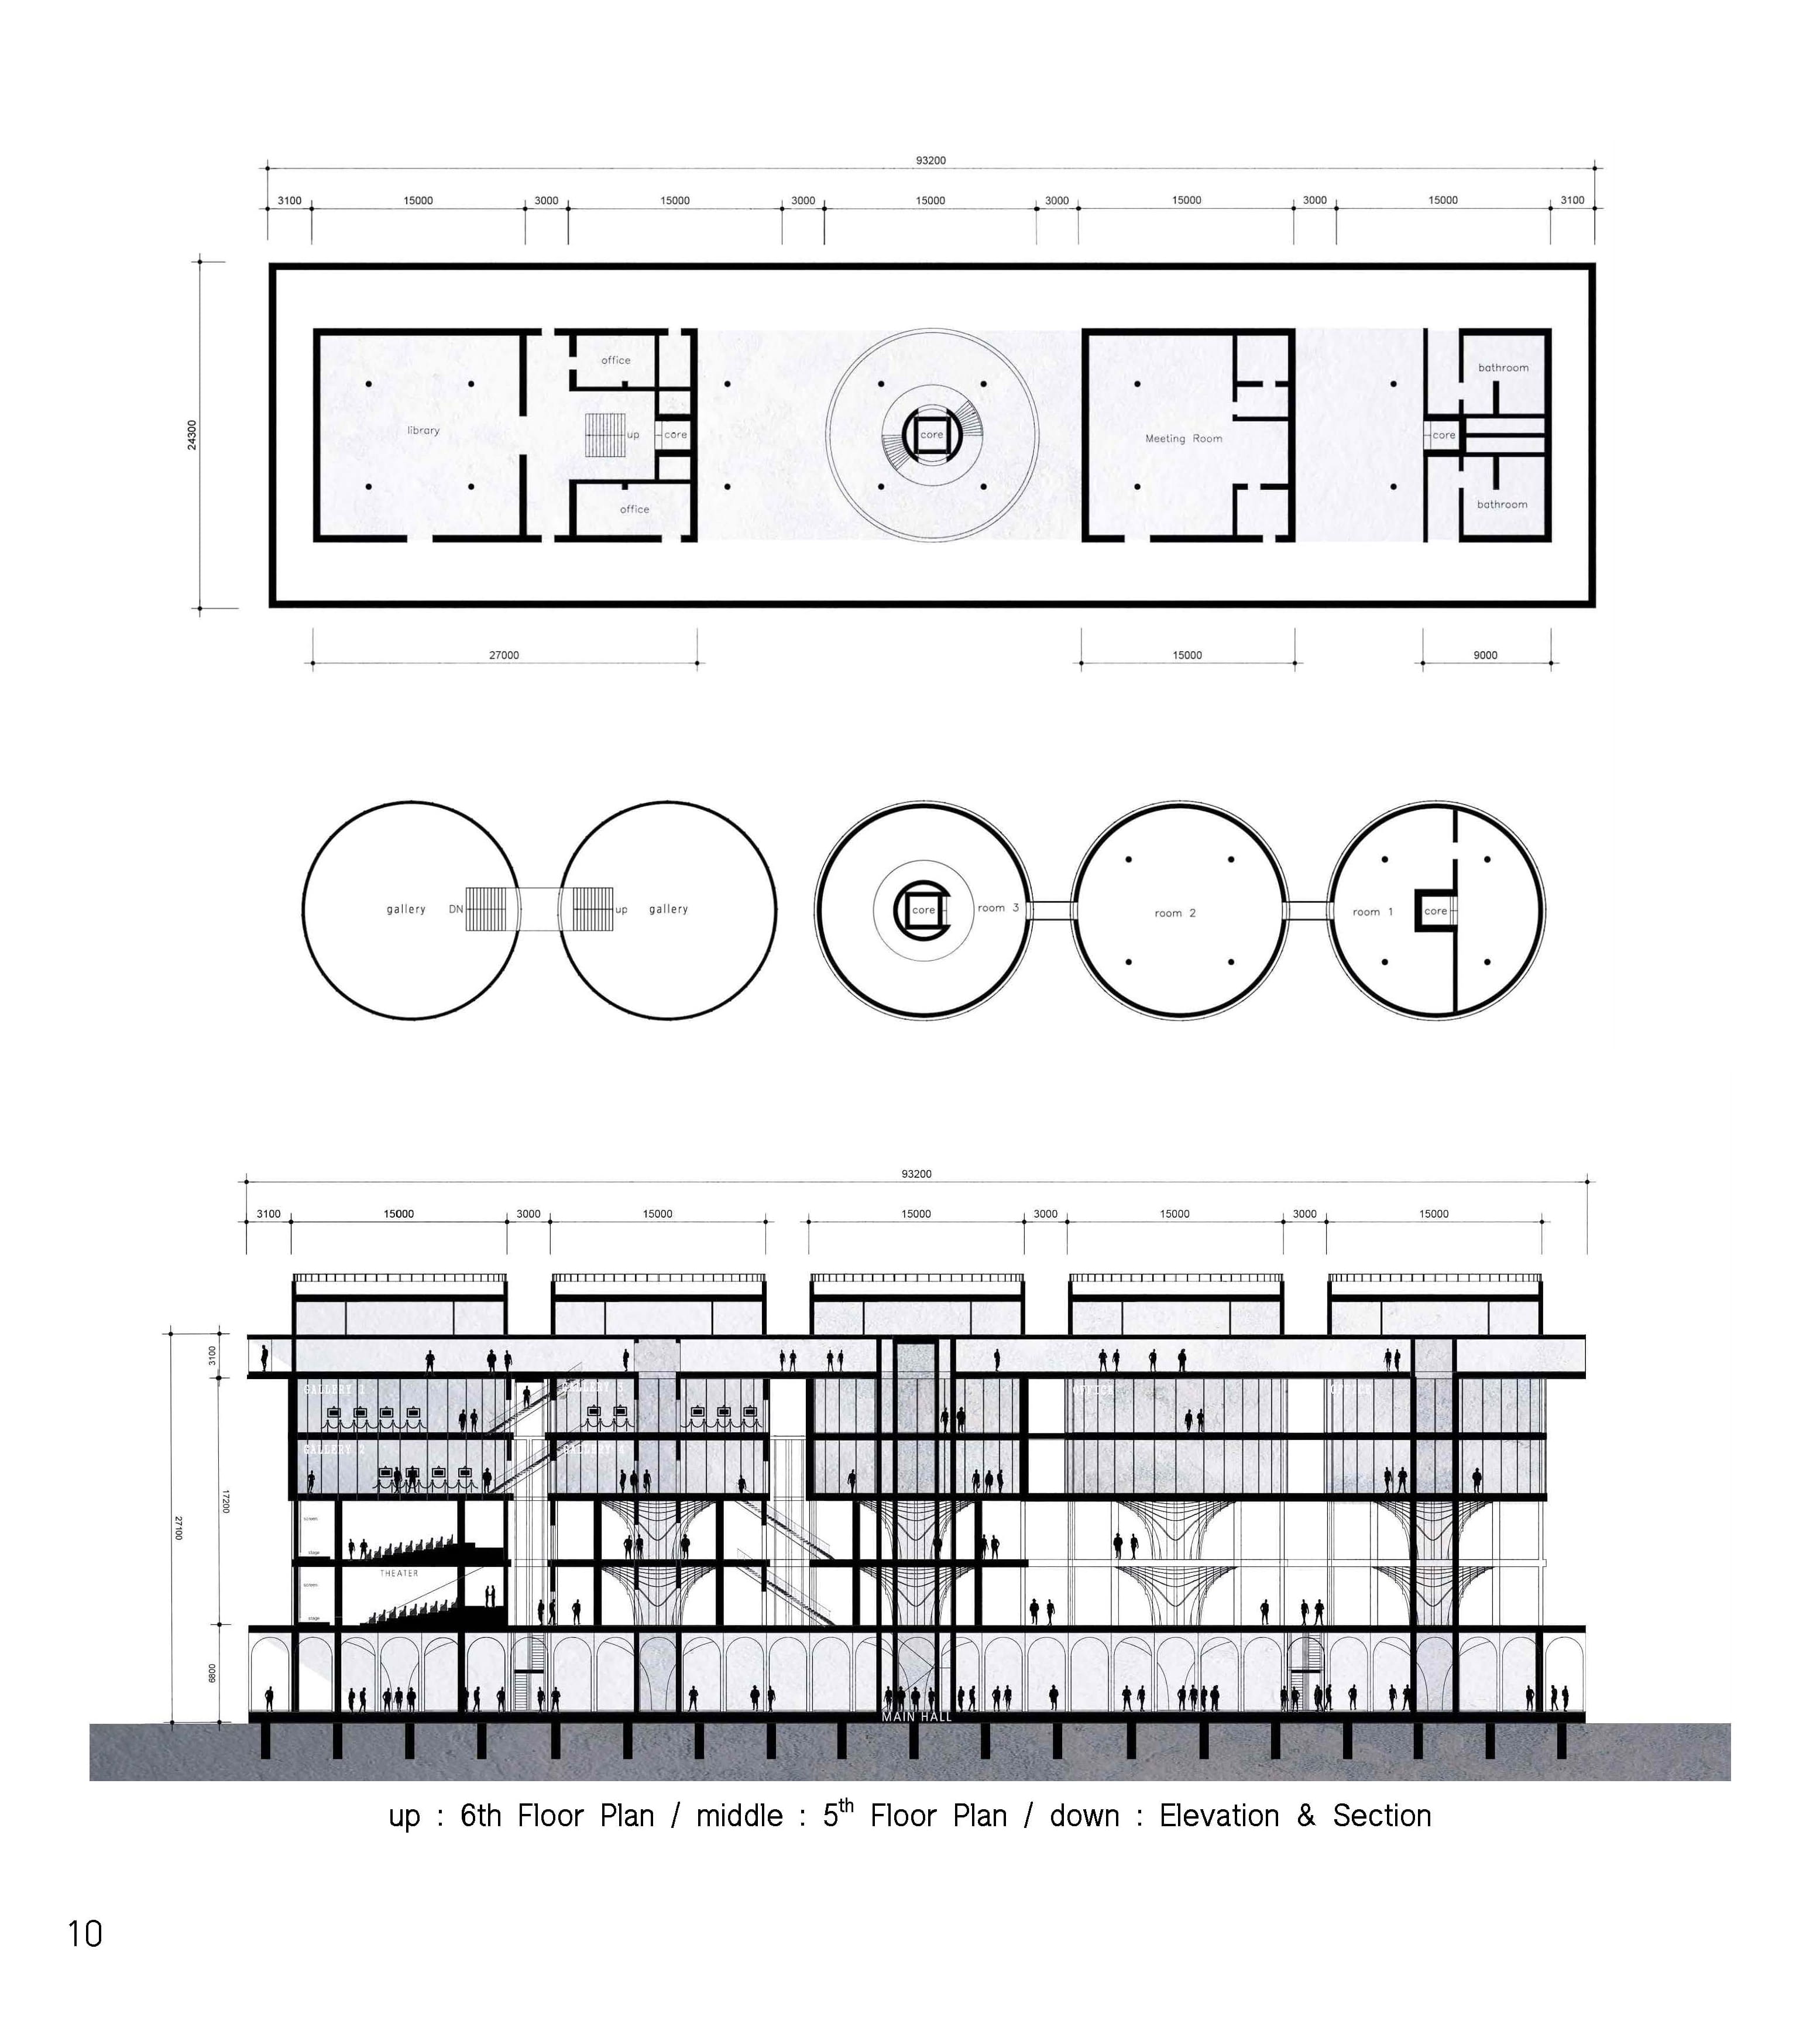 93200
3100 15000 3000 15000 3000 15000 3000 15000 3000 15000 3100
24300
office
library
up
core
office
core
Meeting Room
bathroom
core
bathroom
27000 15000 9000
gallery DN up gallery
core room 3
room 2
room 1 core
93200
3100 15000 3000 15000 15000 3000 15000 3000 15000
3100
17200
27100
6080
GALLERY 1
GALLERY 3
OFFICE
OFFICE
GALLERY 2
GALLERY 4
screen
stage
THEATER
screen
stage
MAIN HALL
up : 6th Floor Plan / middle : 5th Floor Plan / down : Elevation & Section
10